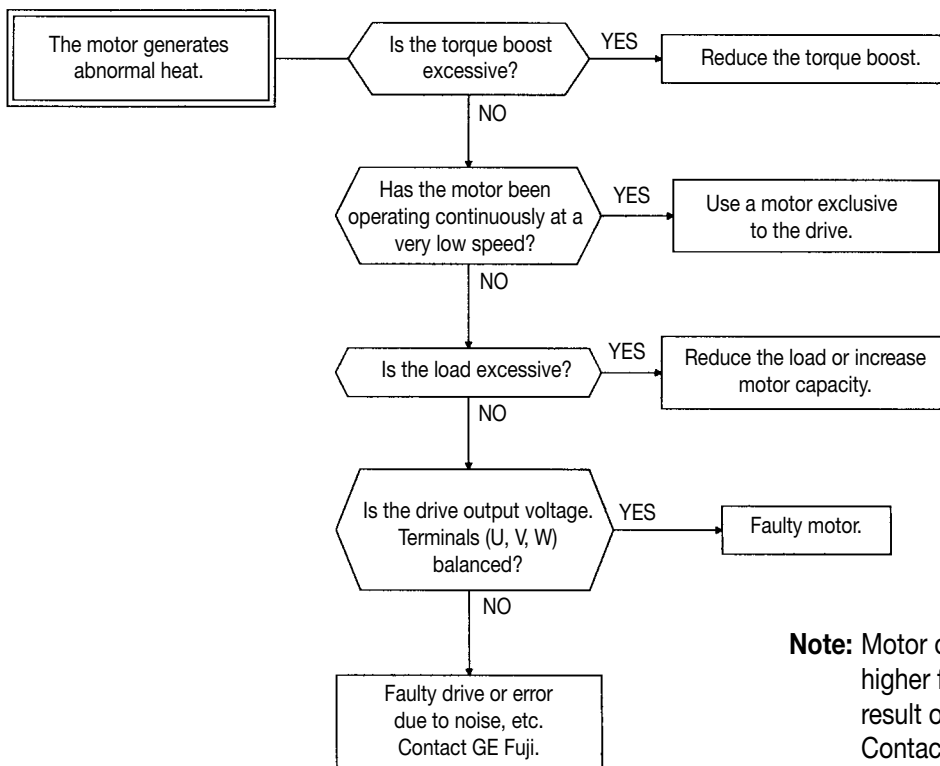 The motor generates
abnormal heat.
Is the torque boost
excessive?
YES
Reduce the torque boost.
NO
Has the motor been
operating continuously at a
very low speed?
YES
Use a motor exclusive
to the drive.
NO
Is the load excessive?
YES
Reduce the load or increase
motor capacity.
NO
Is the drive output voltage.
Terminals (U, V, W)
balanced?
YES
Faulty motor.
NO
Faulty drive or error
due to noise, etc.
Contact GE Fuji.
Note: Motor
higher
result
Contac